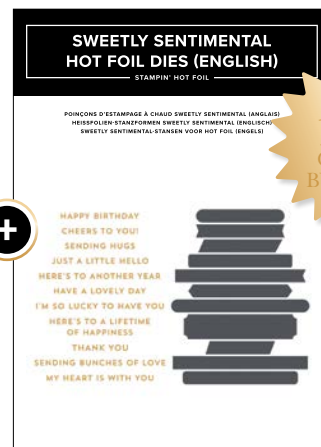 SWEETLY SENTIMENTAL
HOT FOIL DIES (ENGLISH)
STAMPIN' HOT FOIL
POINÇONS D'ESTAMPAGE À CHAUD SWEETLY SENTIMENTAL (ANGLAIS)
HEISSFOLIEN-STANZFORMEN SWEETLY SENTIMENTAL (ENGLISCH)
SWEETLY SENTIMENTAL-STANSEN VOOR HOT FOIL (ENGELS)
+
HAPPY BIRTHDAY
CHEERS TO YOU!
SENDING HUGS
JUST A LITTLE HELLO
HERE'S TO ANOTHER YEAR
HAVE A LOVELY DAY
I'M SO LUCKY TO HAVE YOU
HERE'S TO A LIFETIME
OF HAPPINESS
THANK YOU
SENDING BUNCHES OF LOVE
MY HEART IS WITH YOU